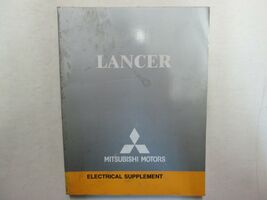 LANCER
MITSUBISHI MOTORS
ELECTRICAL SUPPLEMENT